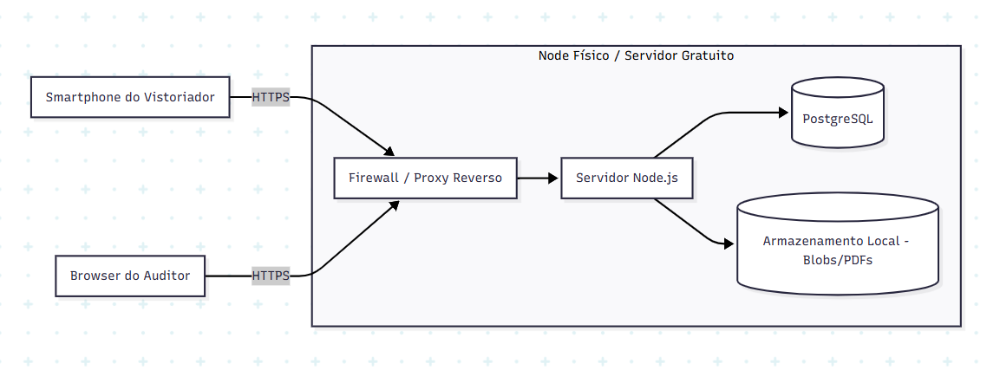 Node Físico / Servidor Gratuito
Smartphone do Vistoriador
HTTPS
PostgreSQL
Firewall / Proxy Reverso
Servidor Node.js
Armazenamento Local -
Blobs/PDFs
Browser do Auditor
HTTPS